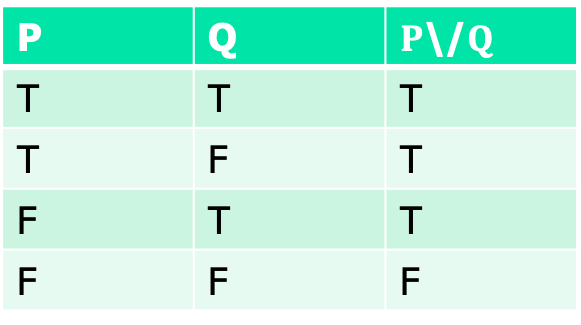 P Q P\/Q
T T T
T F T
F T T
F F F